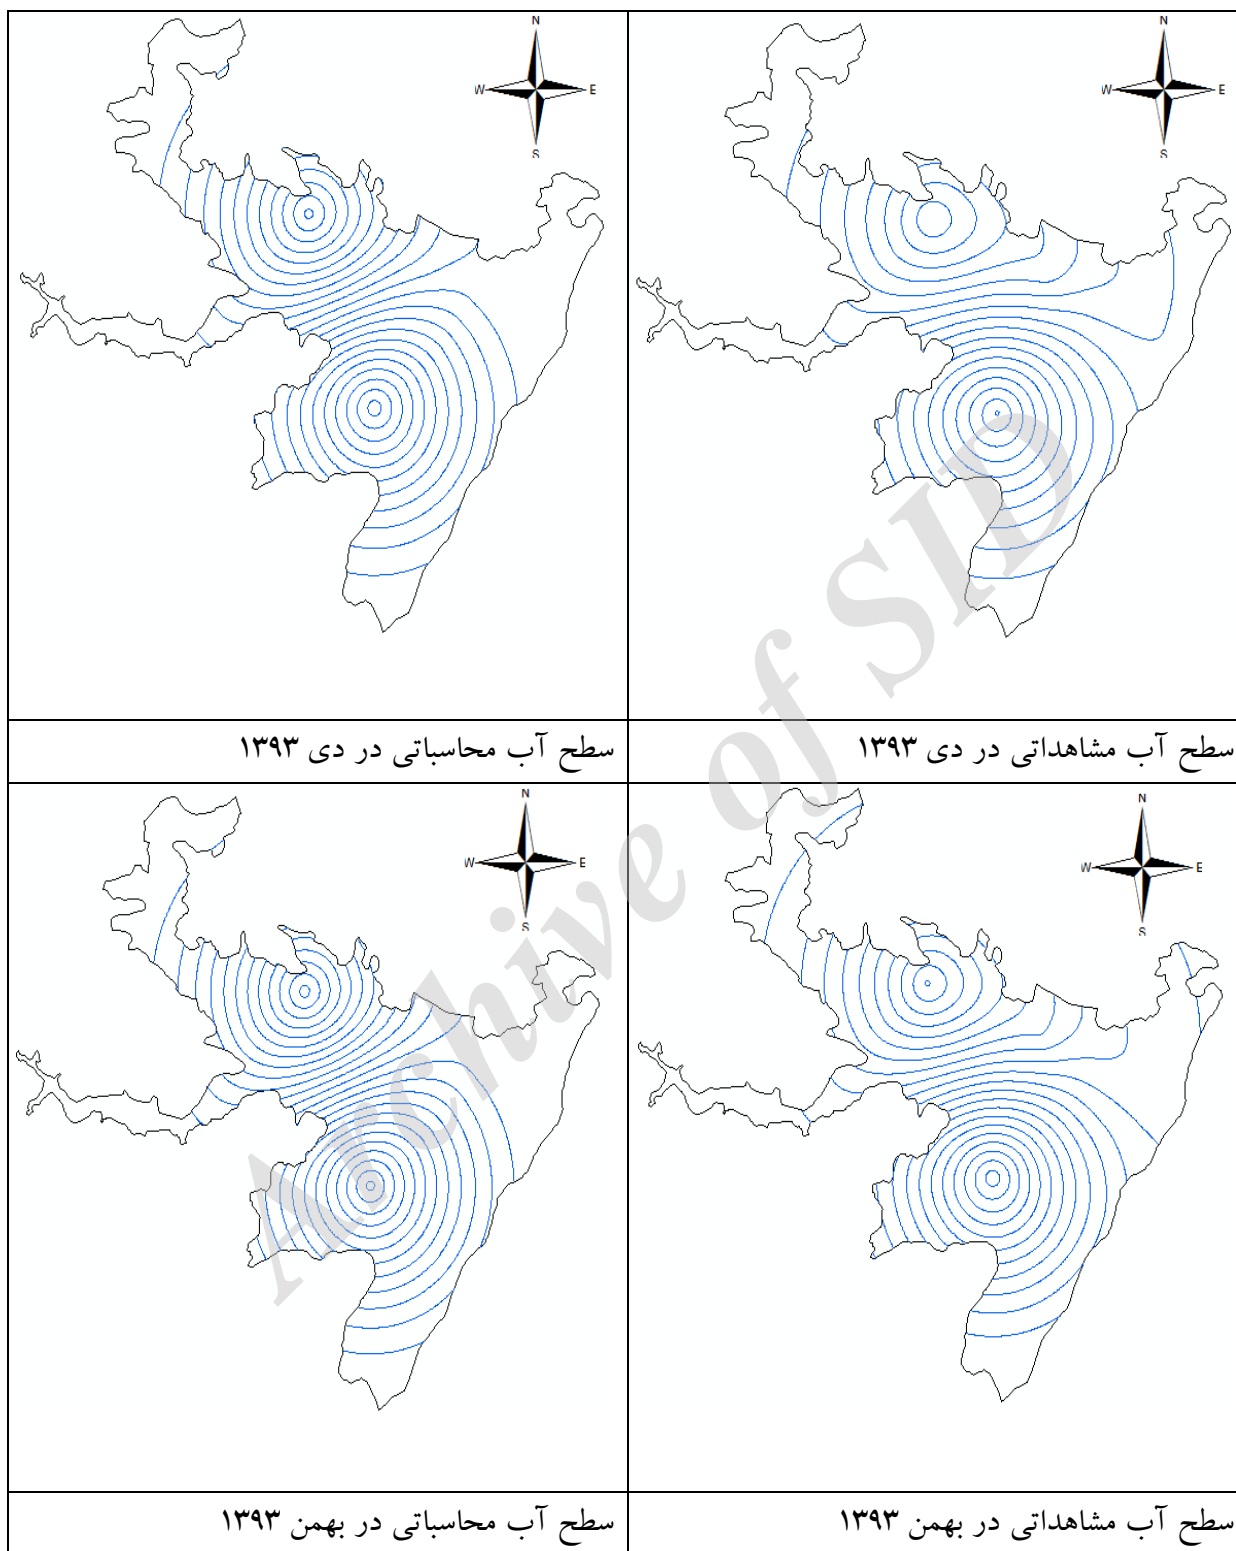 N
W E
S
N
W E
S
سطح آب مشاهداتی در دی ۱۳۹۳
سطح آب محاسباتی در دی ۱۳۹۳
N
W E
S
N
W E
S
سطح آب مشاهداتی در بهمن ۱۳۹۳
سطح آب محاسباتی در بهمن ۱۳۹۳
Archive of SID